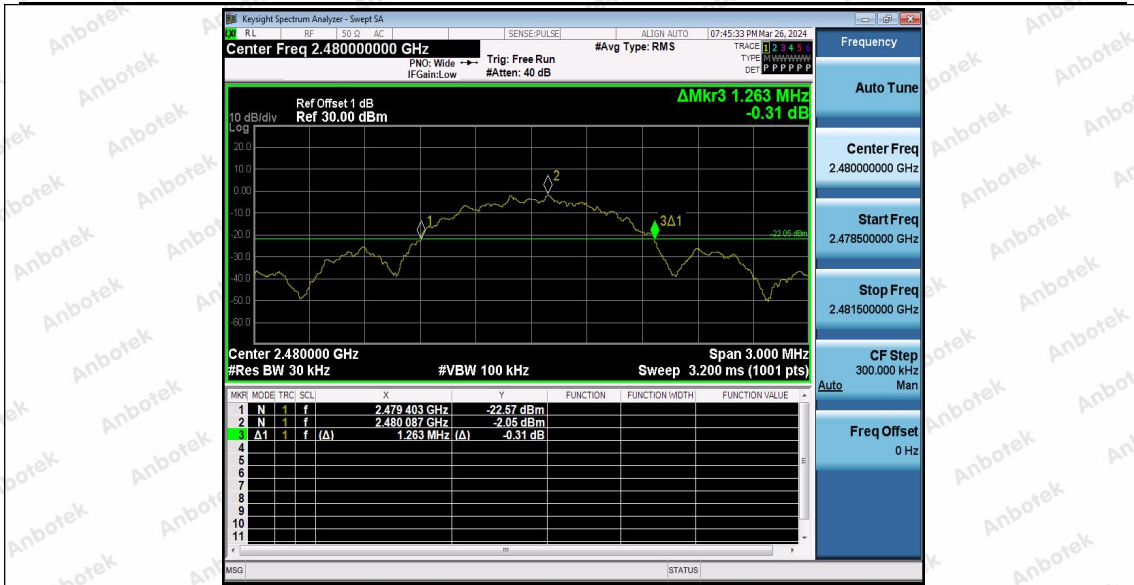 Keysight Spectrum Analyzer - Swept SA
LXI RL RF 50 Ω AC SENSE:PULSE ALIGN AUTO 07:45:33 PM Mar 26, 2024
Center Freq 2.480000000 GHz
PNO: Wide
IFGain:Low
Trig: Free Run
#Atten: 40 dB
#Avg Type: RMS
TRACE 1 2 3 4 5 6
TYPE M W W W W W
DET P P P P P P
Frequency
Auto Tune
Center Freq
2.480000000 GHz
Start Freq
2.478500000 GHz
Stop Freq
2.481500000 GHz
CF Step
300.000 kHz
Auto Man
Freq Offset
0 Hz
ΔMkr3 1.263 MHz
-0.31 dB
Ref Offset 1 dB
10 dB/div Ref 30.00 dBm
Log
20.0
10.0
0.00
-10.0
-20.0
-30.0
-40.0
-50.0
-60.0
1
2
3Δ1
-22.05 dBm
Center 2.480000 GHz Span 3.000 MHz
#Res BW 30 kHz #VBW 100 kHz Sweep 3.200 ms (1001 pts)
MKR MODE TRC SCL X Y FUNCTION FUNCTION WIDTH FUNCTION VALUE
1 N 1 f 2.479 403 GHz -22.57 dBm
2 N 1 f 2.480 087 GHz -2.05 dBm
3 Δ1 1 f (Δ) 1.263 MHz (Δ) -0.31 dB
4
5
6
7
8
9
10
11
MSG STATUS
Anbotek